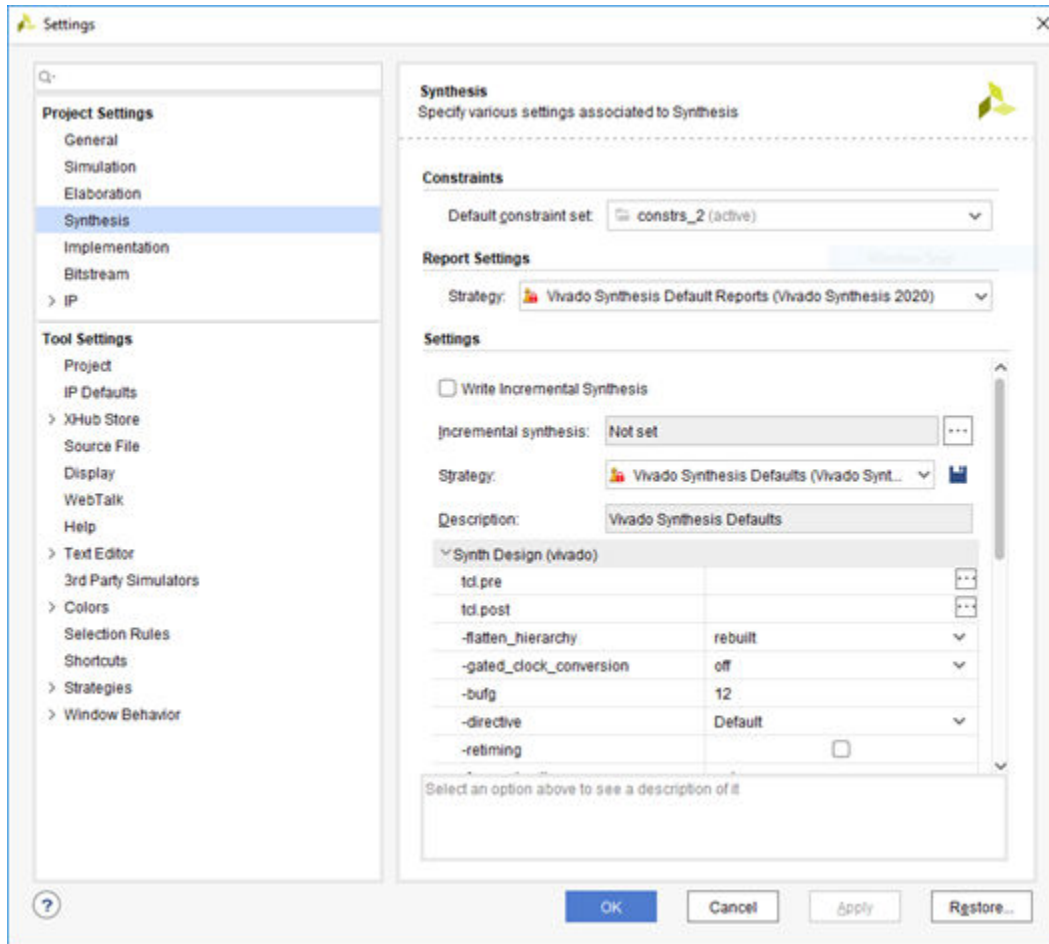 Settings
Project Settings
General
Simulation
Elaboration
Synthesis
Implementation
Bitstream
> IP
Tool Settings
Project
IP Defaults
> XHub Store
Source File
Display
WebTalk
Help
> Text Editor
3rd Party Simulators
> Colors
Selection Rules
Shortcuts
> Strategies
> Window Behavior
Synthesis
Specify various settings associated to Synthesis
Constraints
Default constraint set: constrs_2 (active)
Report Settings
Strategy: Vivado Synthesis Default Reports (Vivado Synthesis 2020)
Settings
Write Incremental Synthesis
Incremental synthesis: Not set ...
Strategy: Vivado Synthesis Defaults (Vivado Synt...
Description: Vivado Synthesis Defaults
Synth Design (vivado)
tcl.pre ...
tcl.post ...
-flatten_hierarchy rebuilt
-gated_clock_conversion off
-bufg 12
-directive Default
-retiming
Select an option above to see a description of it
? OK Cancel Apply Restore...